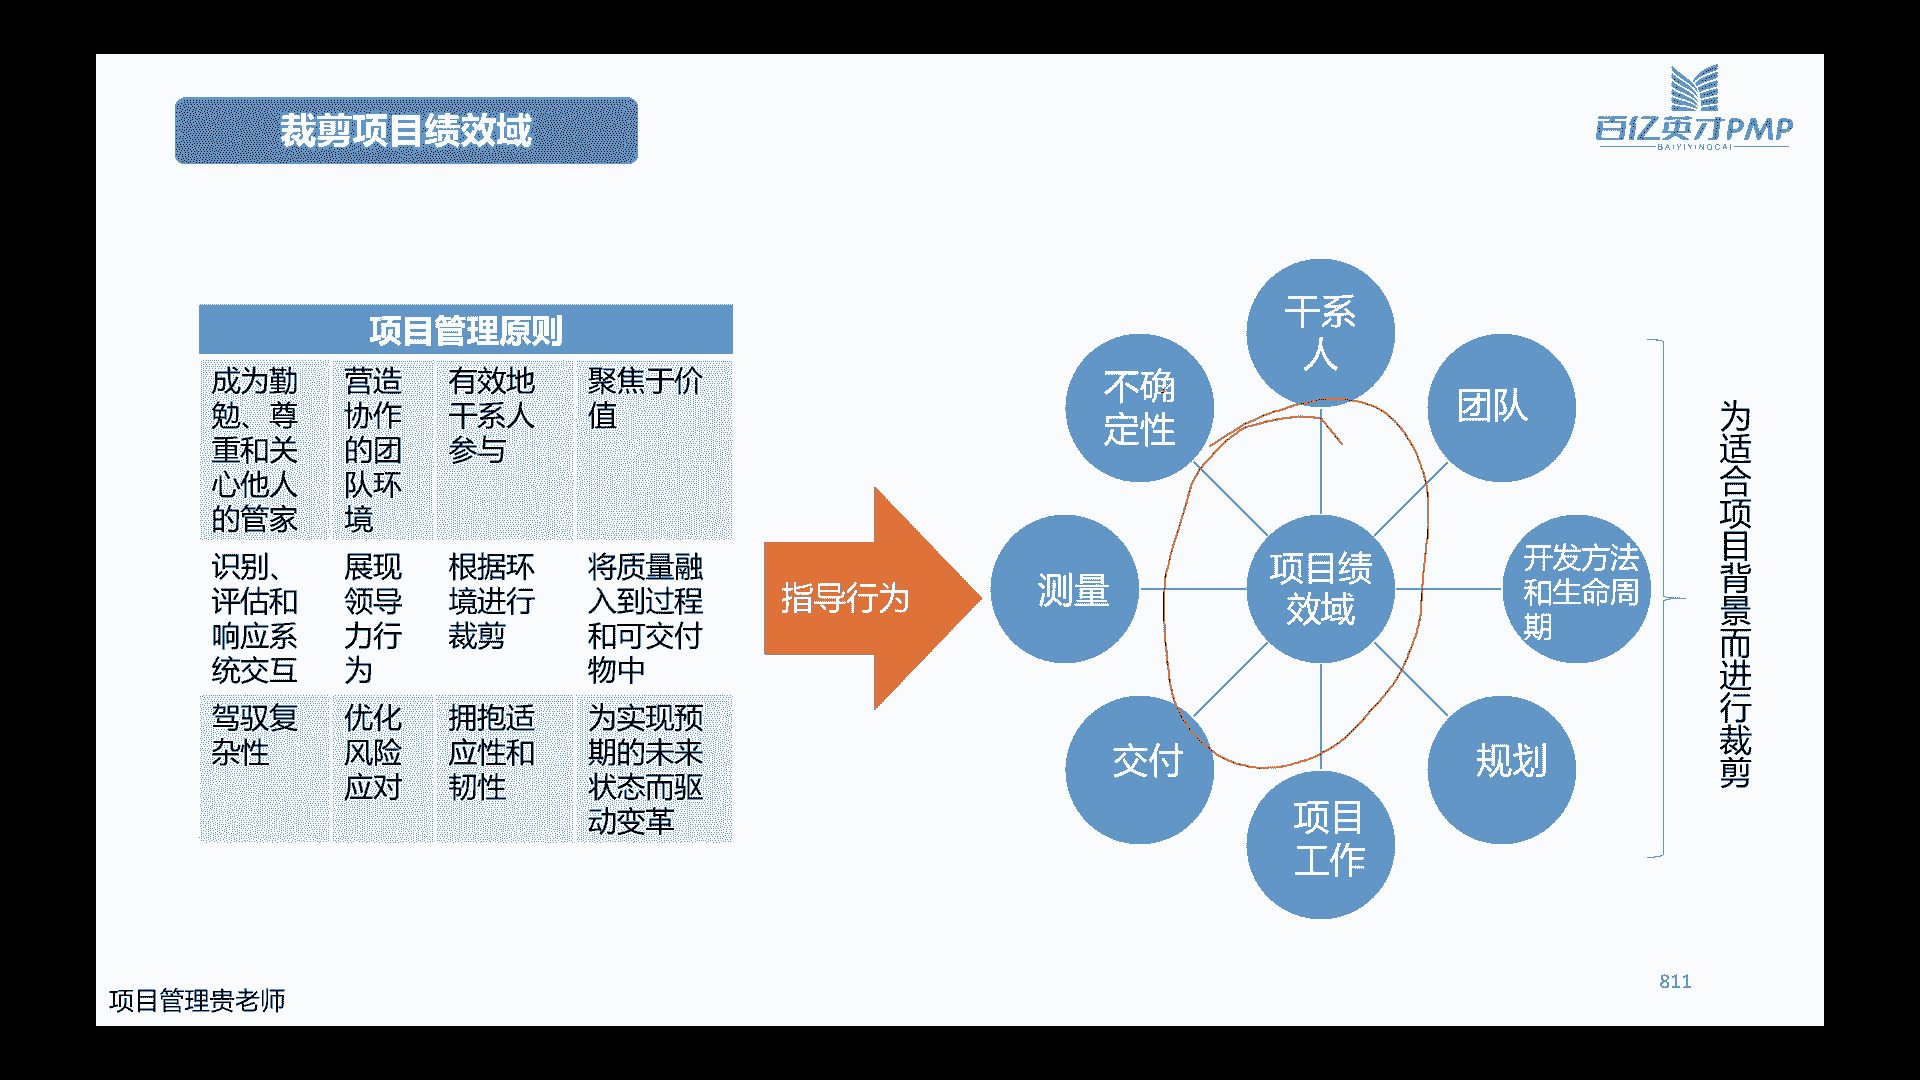 裁剪项目绩效域
百亿英才PMP
BAIYIYINGCAI
项目管理原则
成为勤
勉、尊
重和关
心他人
的管家
营造
协作
的团
队环
境
有效地
干系人
参与
聚焦于价
值
识别、
评估和
响应系
统交互
展现
领导
力行
为
根据环
境进行
裁剪
将质量融
入到过程
和可交付
物中
驾驭复
杂性
优化
风险
应对
拥抱适
应性和
韧性
为实现预
期的未来
状态而驱
动变革
指导行为
干系
人
团队
开发方法
和生命周
期
规划
项目
工作
交付
测量
不确
定性
项目绩
效域
为适合项目背景而进行裁剪
811
项目管理贵老师